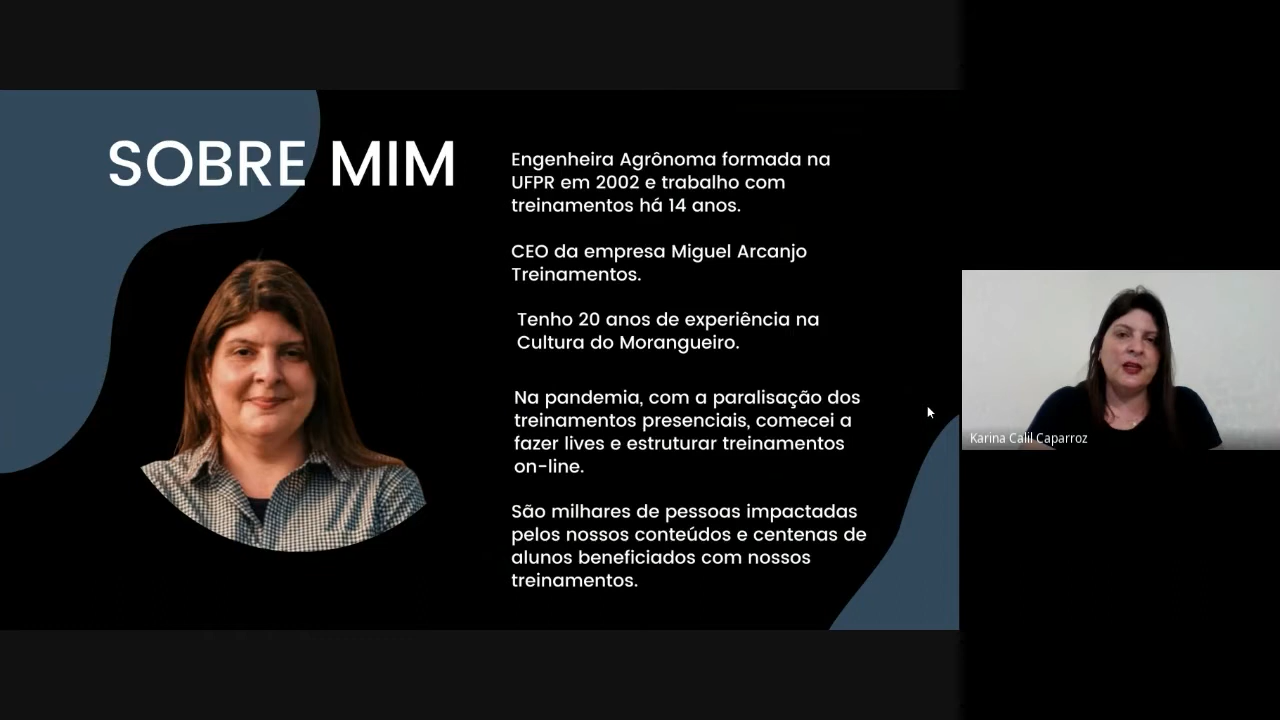 SOBRE MIM
Engenheira Agrônoma formada na
UFPR em 2002 e trabalho com
treinamentos há 14 anos.
CEO da empresa Miguel Arcanjo
Treinamentos.
Tenho 20 anos de experiência na
Cultura do Morangueiro.
Na pandemia, com a paralisação dos
treinamentos presenciais, comecei a
fazer lives e estruturar treinamentos
on-line.
São milhares de pessoas impactadas
pelos nossos conteúdos e centenas de
alunos beneficiados com nossos
treinamentos.
Karina Calil Caparroz